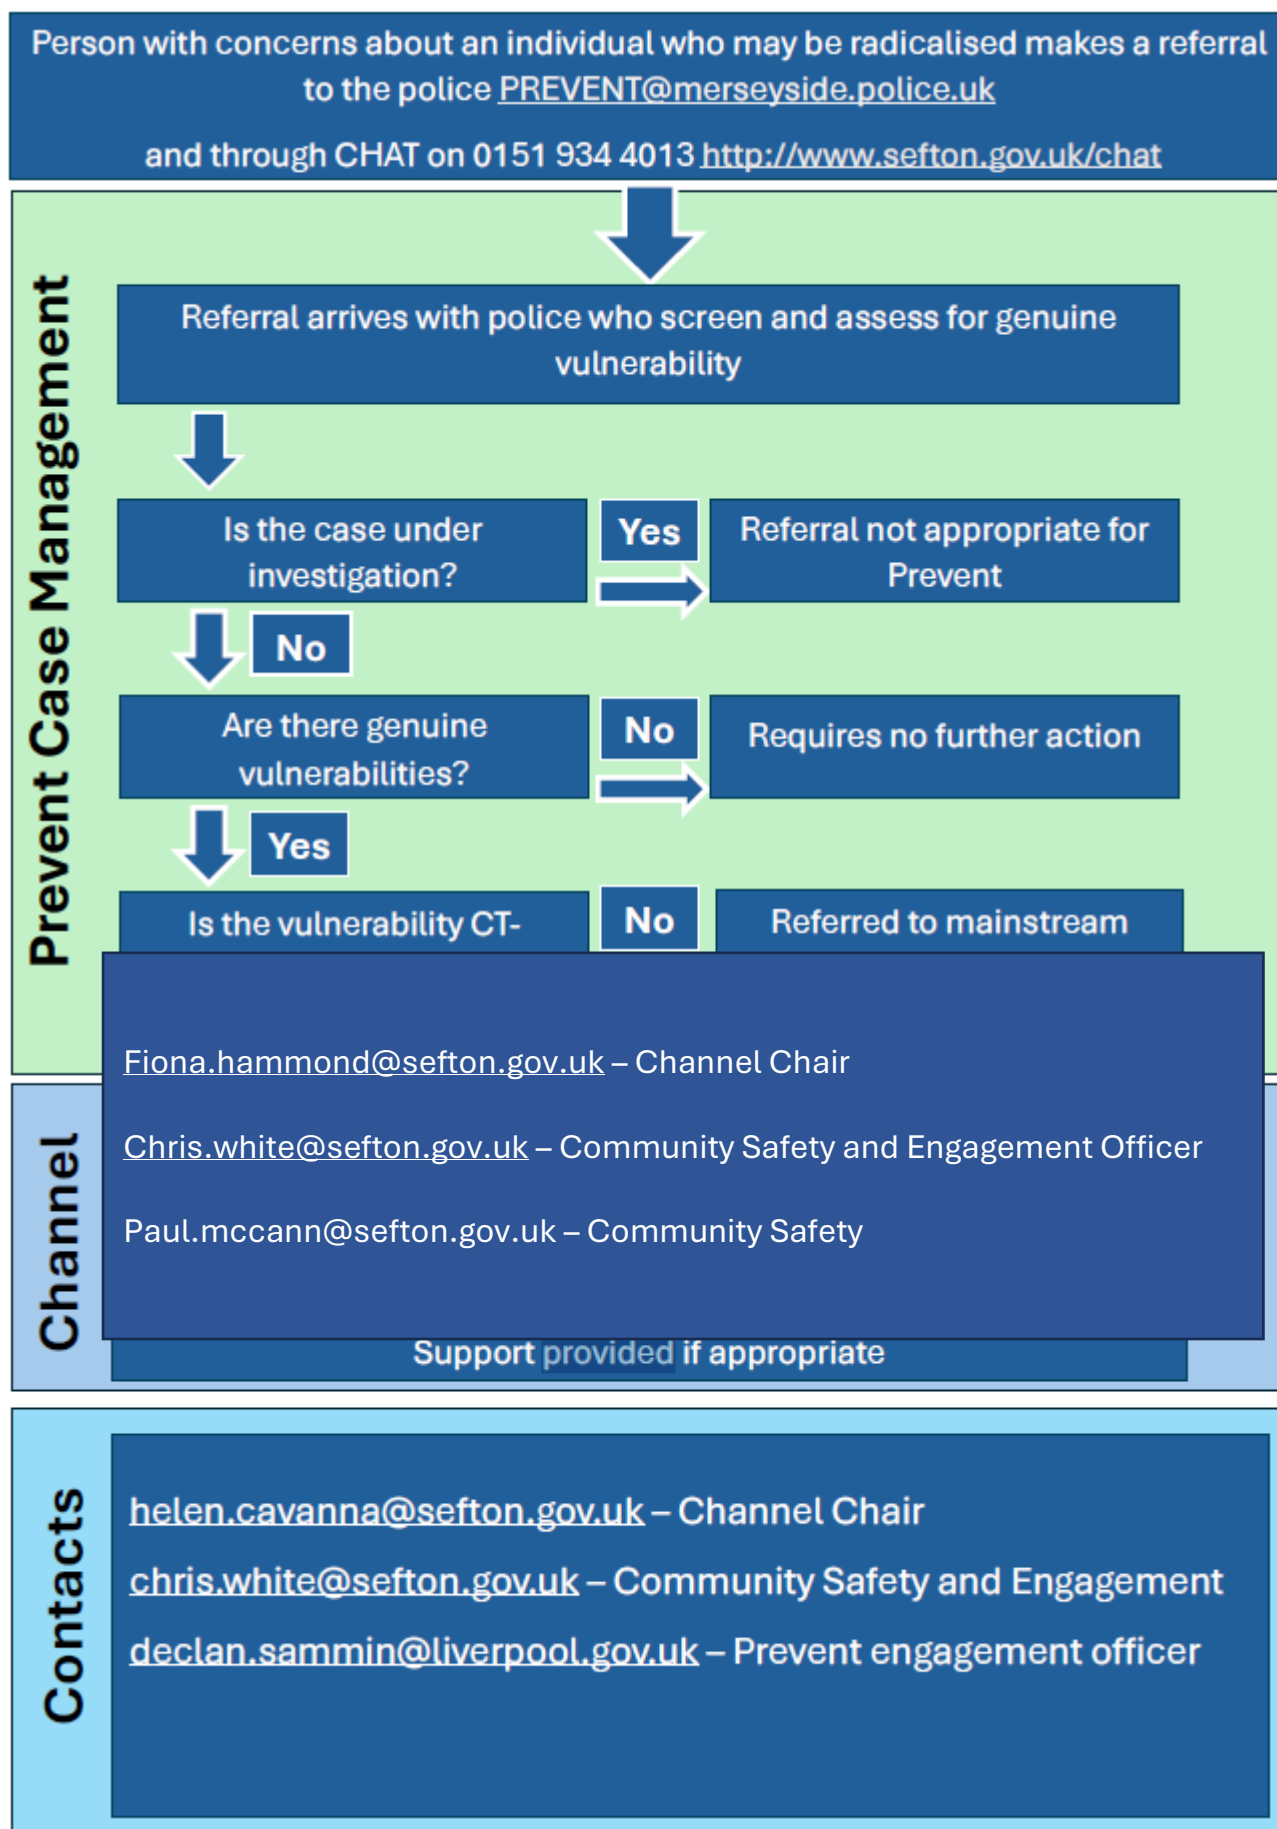 Person with concerns about an individual who may be radicalised makes a referral
to the police PREVENT@merseyside.police.uk
and through CHAT on 0151 934 4013 http://www.sefton.gov.uk/chat
Prevent Case Management
Referral arrives with police who screen and assess for genuine
vulnerability
Is the case under
investigation?
Yes
Referral not appropriate for
Prevent
No
Are there genuine
vulnerabilities?
No
Requires no further action
Yes
Is the vulnerability CT-
No
Referred to mainstream
Channel
Fiona.hammond@sefton.gov.uk – Channel Chair
Chris.white@sefton.gov.uk – Community Safety and Engagement Officer
Paul.mccann@sefton.gov.uk – Community Safety
Support provided if appropriate
Contacts
helen.cavanna@sefton.gov.uk – Channel Chair
chris.white@sefton.gov.uk – Community Safety and Engagement
declan.sammin@liverpool.gov.uk – Prevent engagement officer